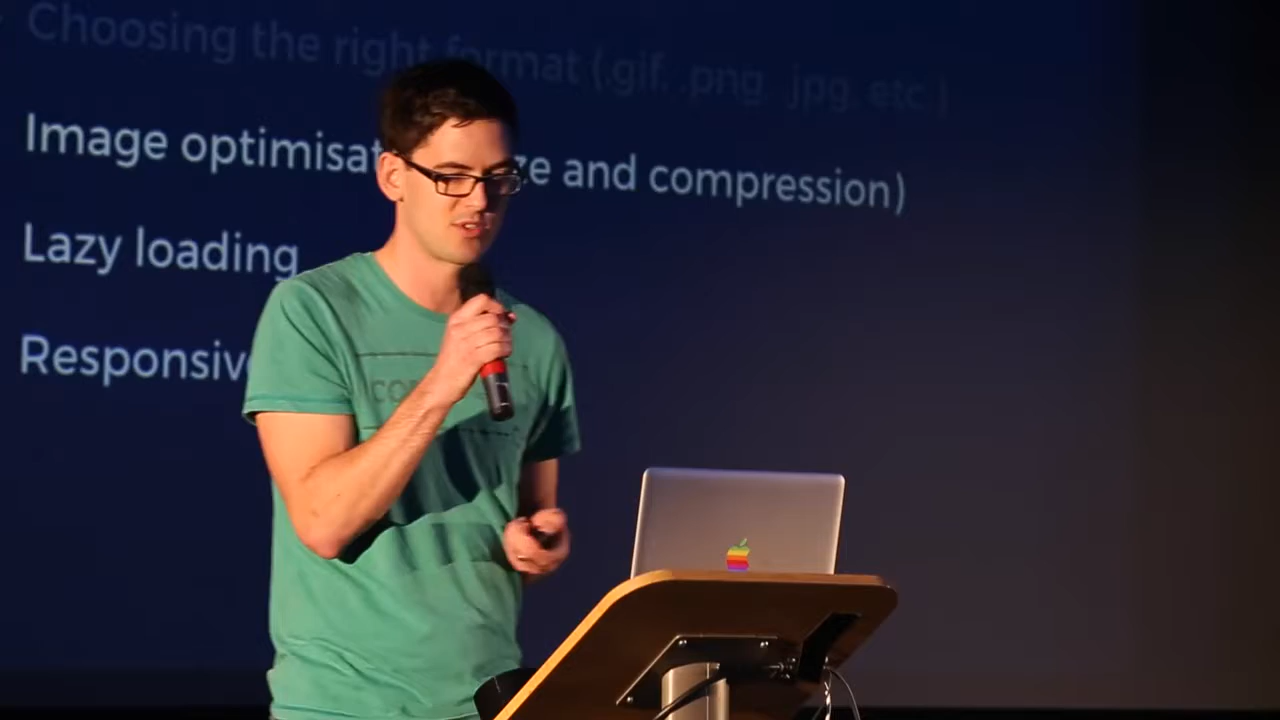 Choosing the right format (.gif, .png, .jpg, etc.)
Image optimisat ze and compression)
Lazy loading
Responsiv